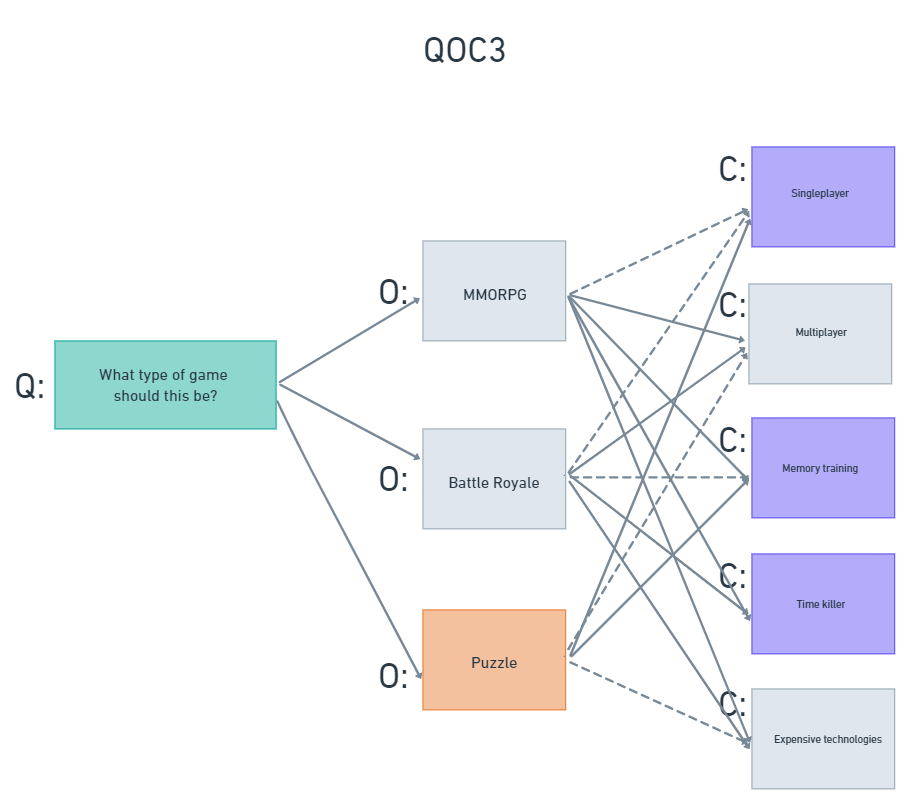 QOC3
Q:
What type of game
should this be?
O:
MMORPG
O:
Battle Royale
O:
Puzzle
C:
Singleplayer
C:
Multiplayer
C:
Memory training
C:
Time killer
C:
Expensive technologies